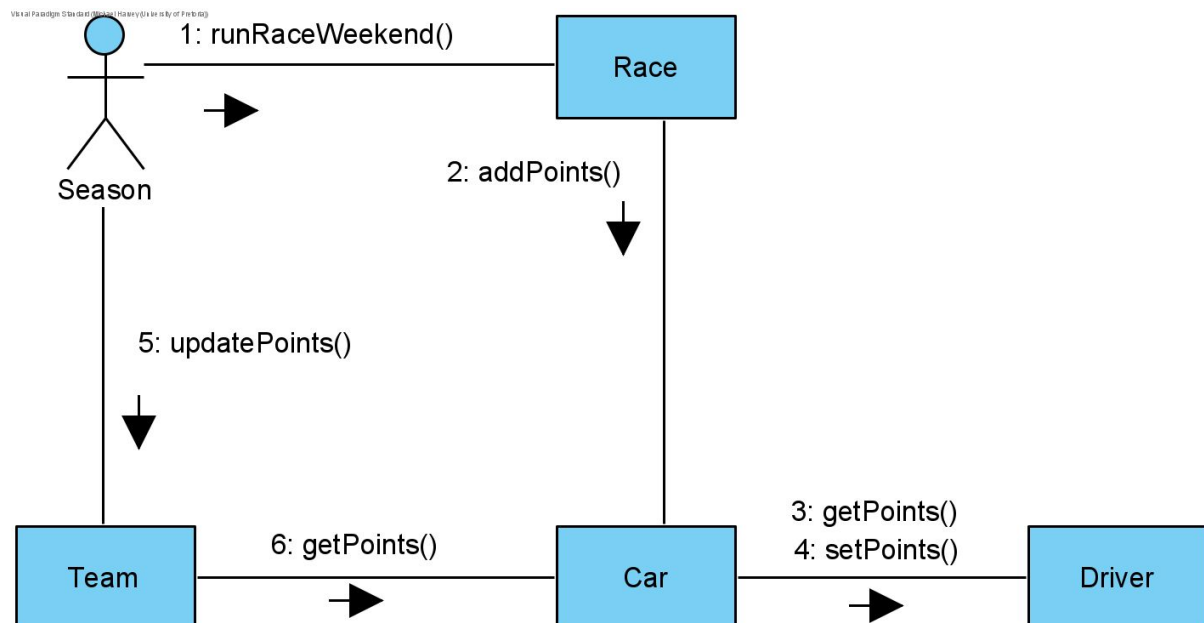 Visual Paradigm Standard (Michael Harvey (University of Pretoria))
1: runRaceWeekend()
Race
2: addPoints()
Season
5: updatePoints()
3: getPoints()
6: getPoints()
4: setPoints()
Team
Car
Driver